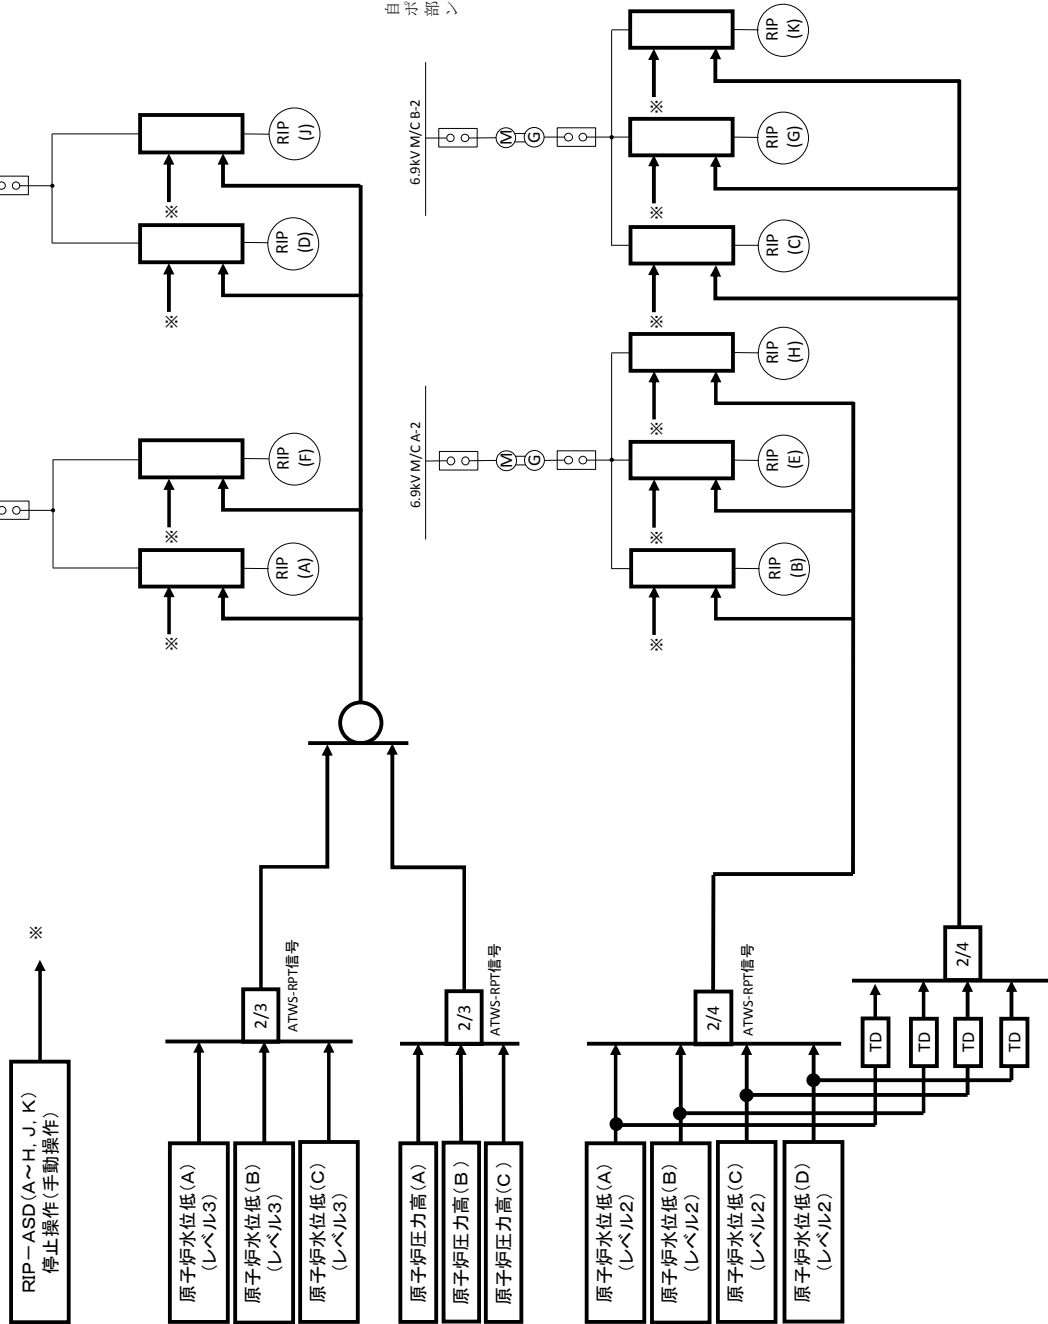 RIP-ASD(A~H, J, K)
停止操作(手動操作)
※
原子炉水位低(A)
(レベル3)
原子炉水位低(B)
(レベル3)
原子炉水位低(C)
(レベル3)
2/3
ATWS-RPT信号
原子炉圧力高(A)
原子炉圧力高(B)
原子炉圧力高(C)
2/3
ATWS-RPT信号
原子炉水位低(A)
(レベル2)
原子炉水位低(B)
(レベル2)
原子炉水位低(C)
(レベル2)
原子炉水位低(D)
(レベル2)
2/4
ATWS-RPT信号
TD
TD
TD
TD
2/4
※
RIP
(A)
※
RIP
(F)
※
RIP
(D)
※
RIP
(J)
6.9kV M/C A-2
M
G
※
RIP
(B)
※
RIP
(E)
※
RIP
(H)
6.9kV M/C B-2
M
G
※
RIP
(C)
※
RIP
(G)
※
RIP
(K)
自
ポ
部
ン